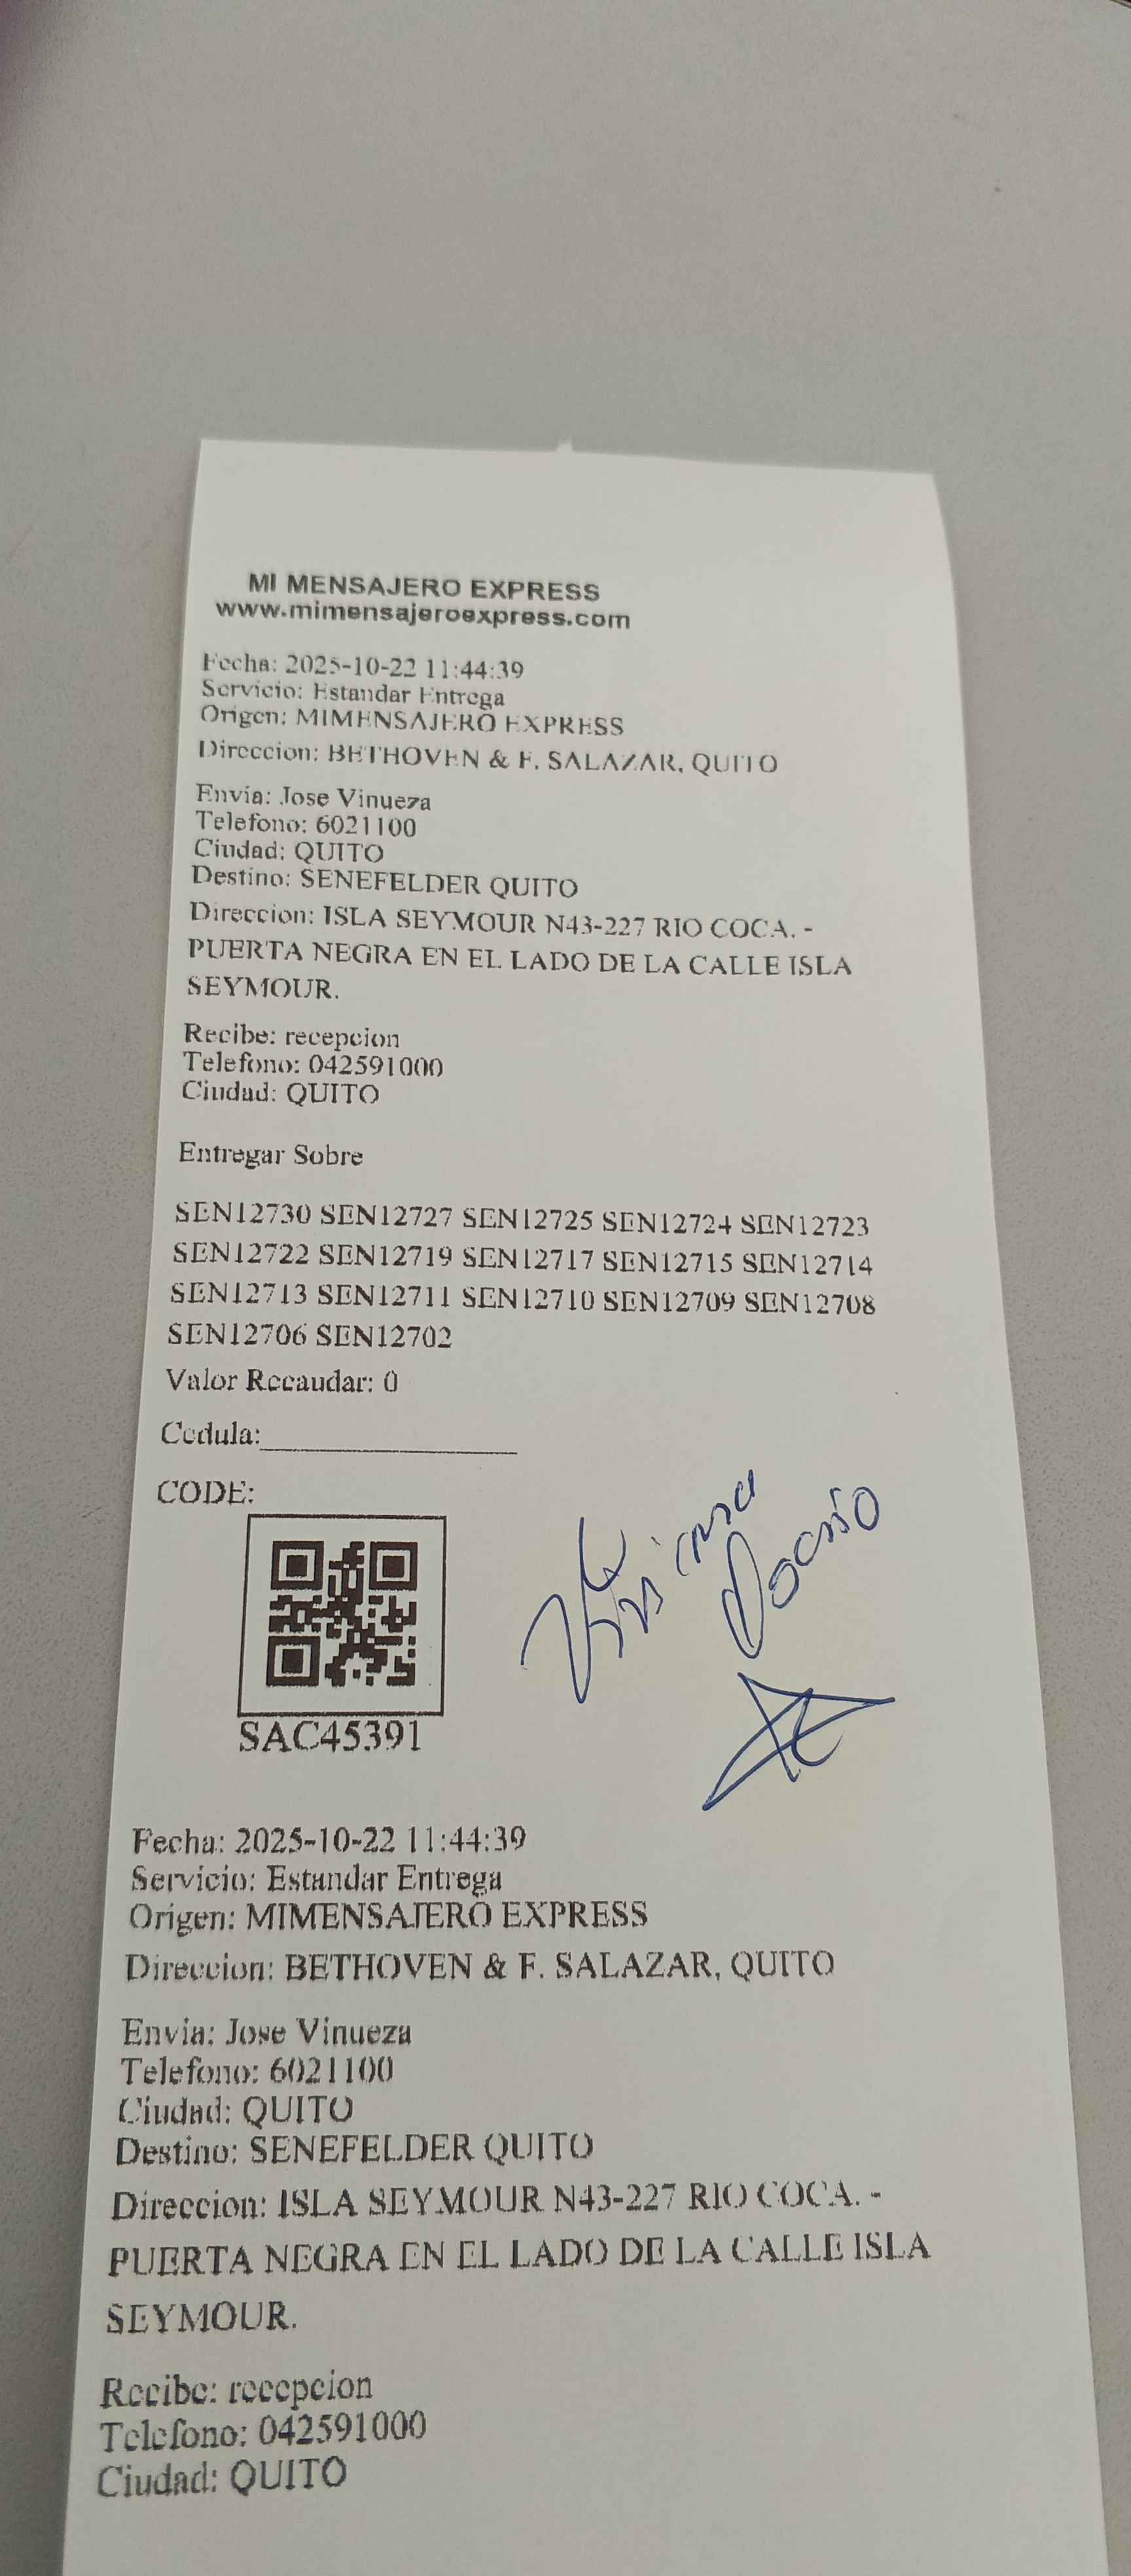 MI MENSAJERO EXPRESS
www.mimensajeroexpress.com
Fecha: 2025-10-22 11:44:39
Servicio: Estandar Entrega
Origen: MIMENSAJERO EXPRESS
Direccion: BETHOVEN & F. SALAZAR, QUITO
Envia: Jose Vinueza
Telefono: 6021100
Ciudad: QUITO
Destino: SENEFELDER QUITO
Direccion: ISLA SEYMOUR N43-227 RIO COCA. -
PUERTA NEGRA EN EL LADO DE LA CALLE ISLA
SEYMOUR.
Recibe: recepcion
Telefono: 042591000
Ciudad: QUITO
Entregar Sobre
SEN12730 SEN12727 SEN12725 SEN12724 SEN12723
SEN12722 SEN12719 SEN12717 SEN12715 SEN12714
SEN12713 SEN12711 SEN12710 SEN12709 SEN12708
SEN12706 SEN12702
Valor Recaudar: 0
Cedula:
CODE:
Viviana
SAC45391
Fecha: 2025-10-22 11:44:39
Servicio: Estandar Entrega
Origen: MIMENSAJERO EXPRESS
Direccion: BETHOVEN & F. SALAZAR, QUITO
Envia: Jose Vinueza
Telefono: 6021100
Ciudad: QUITO
Destino: SENEFELDER QUITO
Direccion: ISLA SEYMOUR N43-227 RIO COCA. -
PUERTA NEGRA EN EL LADO DE LA CALLE ISLA
SEYMOUR.
Recibe: recepcion
Telefono: 042591000
Ciudad: QUITO